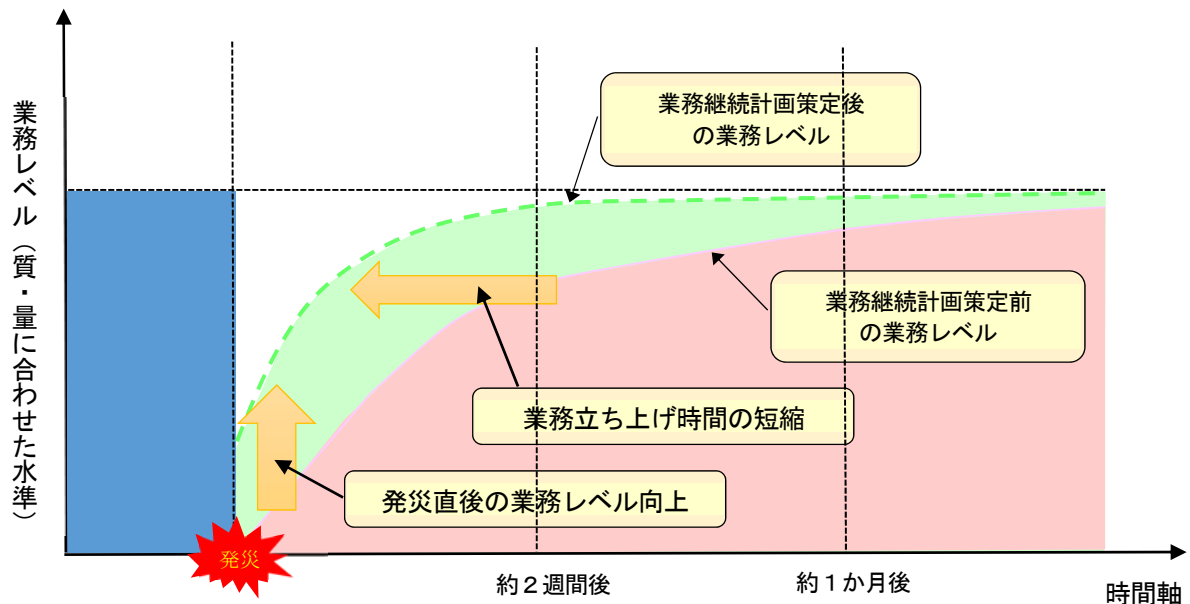 業務レベル（質・量に合わせた水準）
業務継続計画策定後
の業務レベル
業務継続計画策定前
の業務レベル
業務立ち上げ時間の短縮
発災直後の業務レベル向上
発災
約２週間後
約１か月後
時間軸